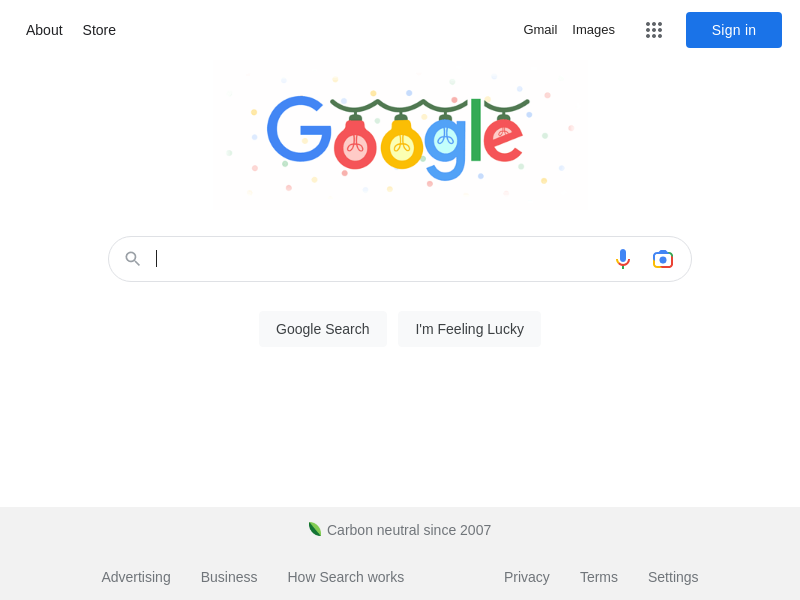 About Store Gmail Images Sign in
Google
Google Search I'm Feeling Lucky
Carbon neutral since 2007
Advertising Business How Search works Privacy Terms Settings